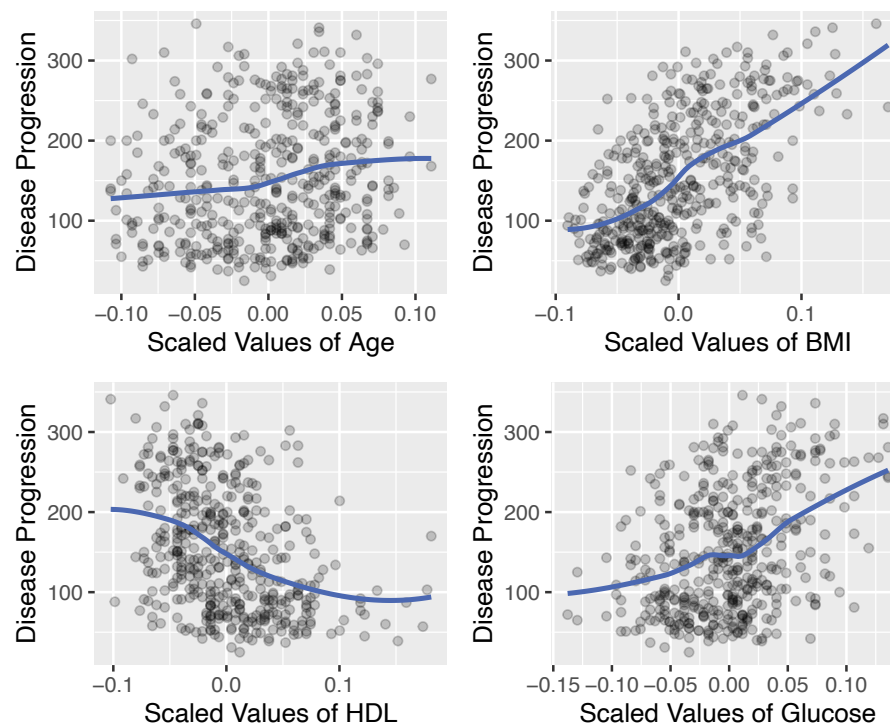 Disease Progression
300
200
100
−0.10 −0.05 0.00 0.05 0.10
Scaled Values of Age
Disease Progression
300
200
100
−0.1 0.0 0.1
Scaled Values of BMI
Disease Progression
300
200
100
−0.1 0.0 0.1
Scaled Values of HDL
Disease Progression
300
200
100
−0.15 −0.10 −0.05 0.00 0.05 0.10
Scaled Values of Glucose